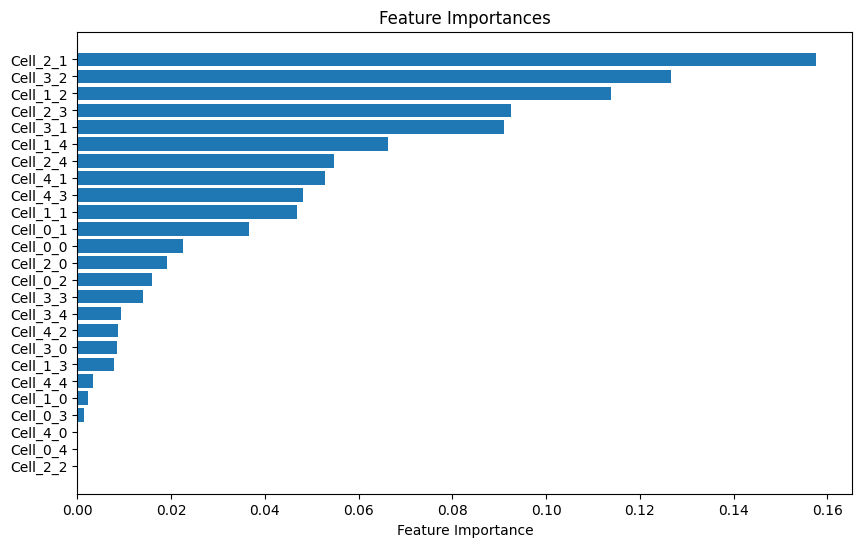 Feature Importances
Cell_2_1
Cell_3_2
Cell_1_2
Cell_2_3
Cell_3_1
Cell_1_4
Cell_2_4
Cell_4_1
Cell_4_3
Cell_1_1
Cell_0_1
Cell_0_0
Cell_2_0
Cell_0_2
Cell_3_3
Cell_3_4
Cell_4_2
Cell_3_0
Cell_1_3
Cell_4_4
Cell_1_0
Cell_0_3
Cell_4_0
Cell_0_4
Cell_2_2
0.00 0.02 0.04 0.06 0.08 0.10 0.12 0.14 0.16
Feature Importance